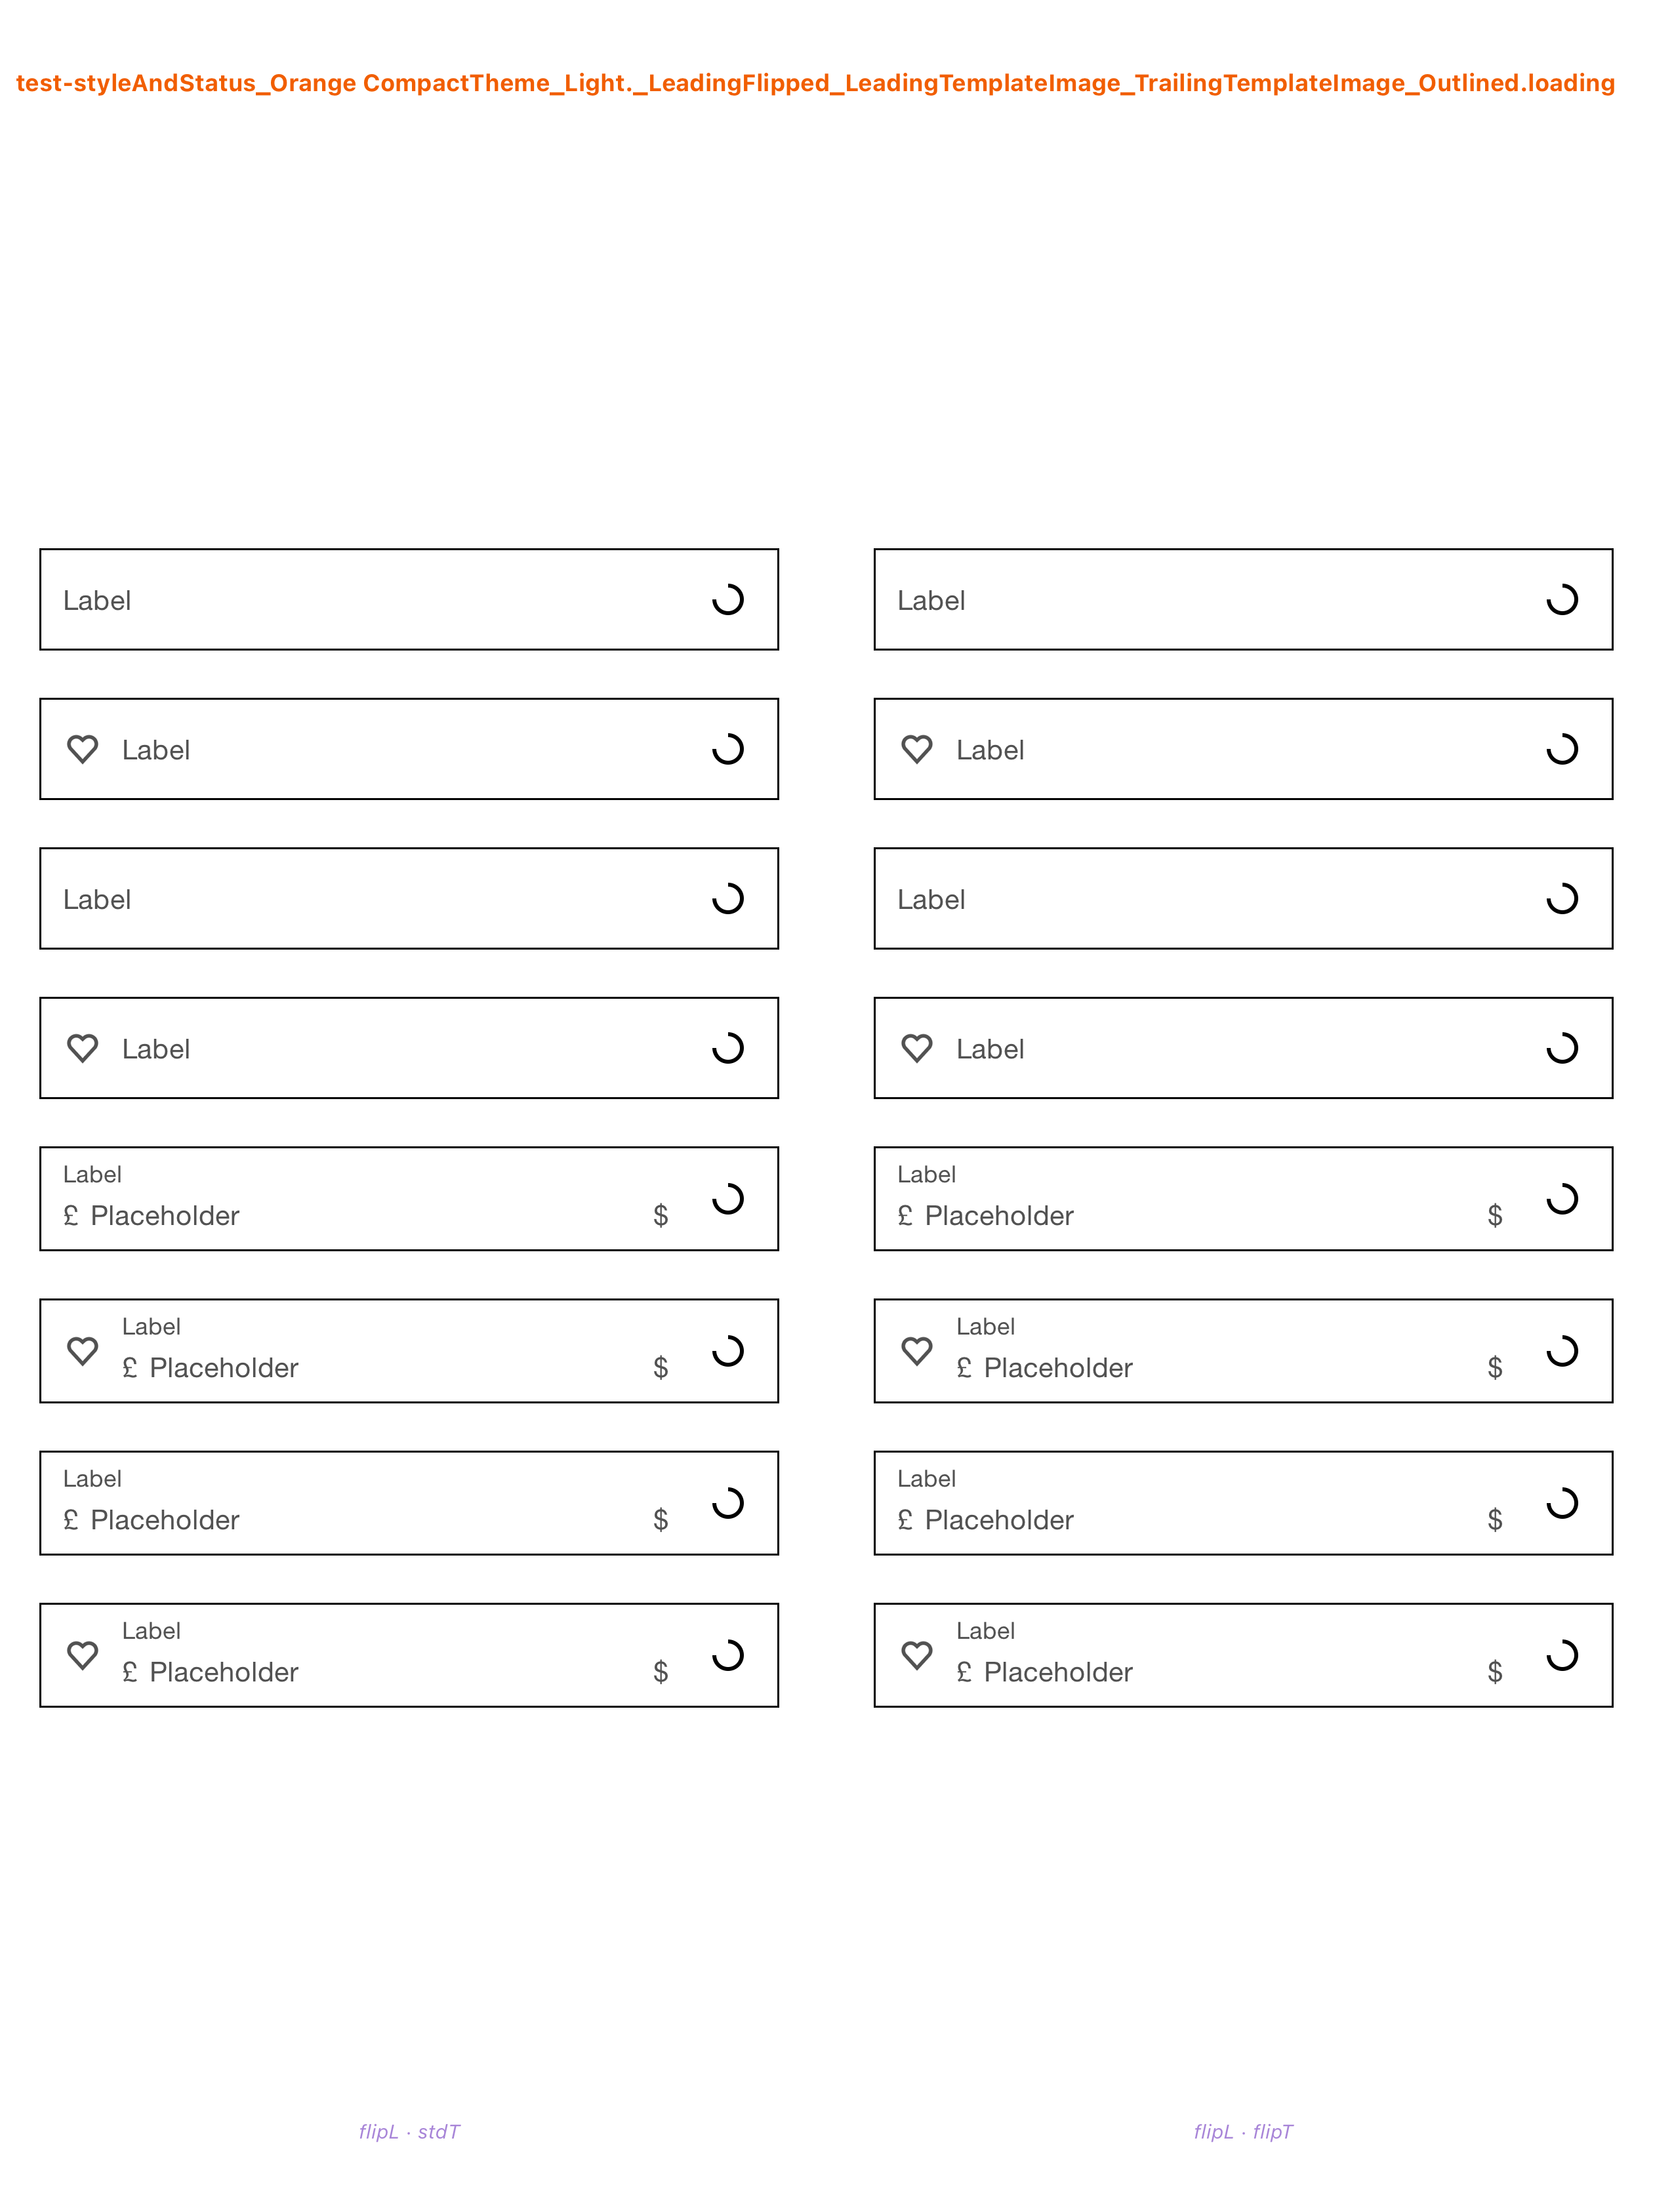 test-styleAndStatus_Orange CompactTheme_Light._LeadingFlipped_LeadingTemplateImage_TrailingTemplateImage_Outlined.loading
Label
Label
Label
Label
Label
Label
Label
Label
Label
Label
£ Placeholder $
£ Placeholder $
Label
Label
£ Placeholder $
£ Placeholder $
Label
Label
£ Placeholder $
£ Placeholder $
Label
Label
£ Placeholder $
£ Placeholder $
flipL · stdT
flipL · flipT